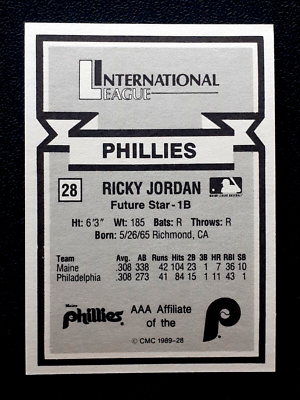 INTERNATIONAL
LEAGUE
PHILLIES
28 RICKY JORDAN
MAJOR LEAGUE BASEBALL
Future Star-1B
Ht: 6'3" Wt: 185 Bats: R Throws: R
Born: 5/26/65 Richmond, CA
Team Avg. AB Runs Hits 2B 3B HR RBI SB
Maine .308 338 42 104 23 1 7 36 10
Philadelphia .308 273 41 84 15 1 11 43 1
Maine
phillies
AAA Affiliate
of the
P
© CMC 1989-28